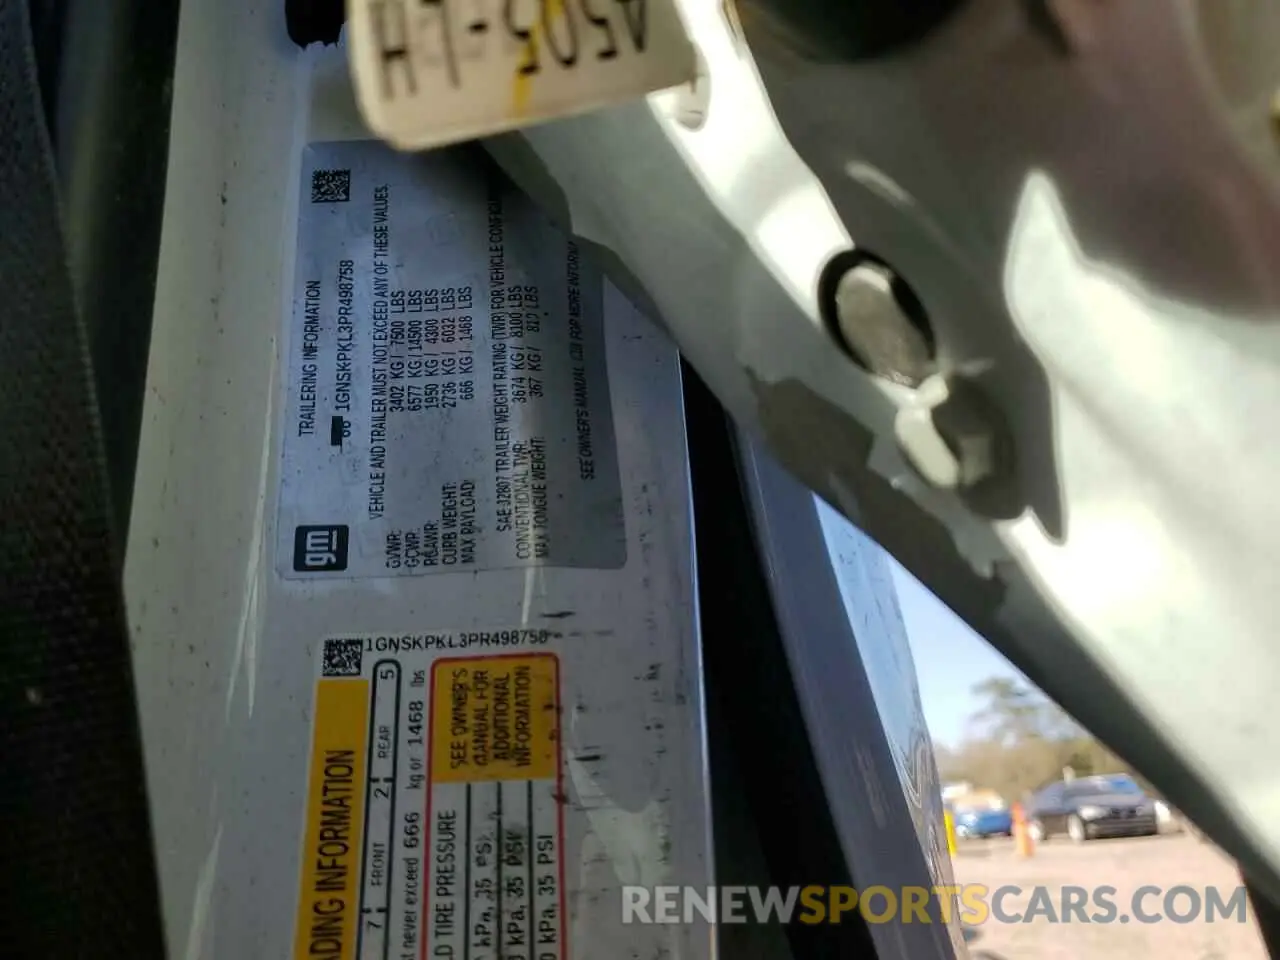 A505-LH
TRAILERING INFORMATION
1GNSKPKL3PR498758
VEHICLE AND TRAILER MUST NOT EXCEED ANY OF THESE VALUES.
GVWR: 3402 KG / 7500 LBS
GCWR: 6577 KG / 14500 LBS
RGAWR: 1950 KG / 4300 LBS
CURB WEIGHT: 2736 KG / 6032 LBS
MAX PAYLOAD: 666 KG / 1468 LBS
SAE J2807 TRAILER WEIGHT RATING (TWR) FOR VEHICLE
CONVENTIONAL TWR: 3674 KG / 8100 LBS
MAX TONGUE WEIGHT: 367 KG / 810 LBS
SEE OWNER'S MANUAL FOR MORE
gm
1GNSKPKL3PR498758
ADING INFORMATION
7 FRONT 2 REAR 5
never exceed 666 kg or 1468 lbs
SEE OWNER'S
MANUAL FOR
ADDITIONAL
INFORMATION
TIRE PRESSURE
kPa, 35 PSI
kPa, 35 PSI
kPa, 35 PSI
RENEWSPORTSCARS.COM